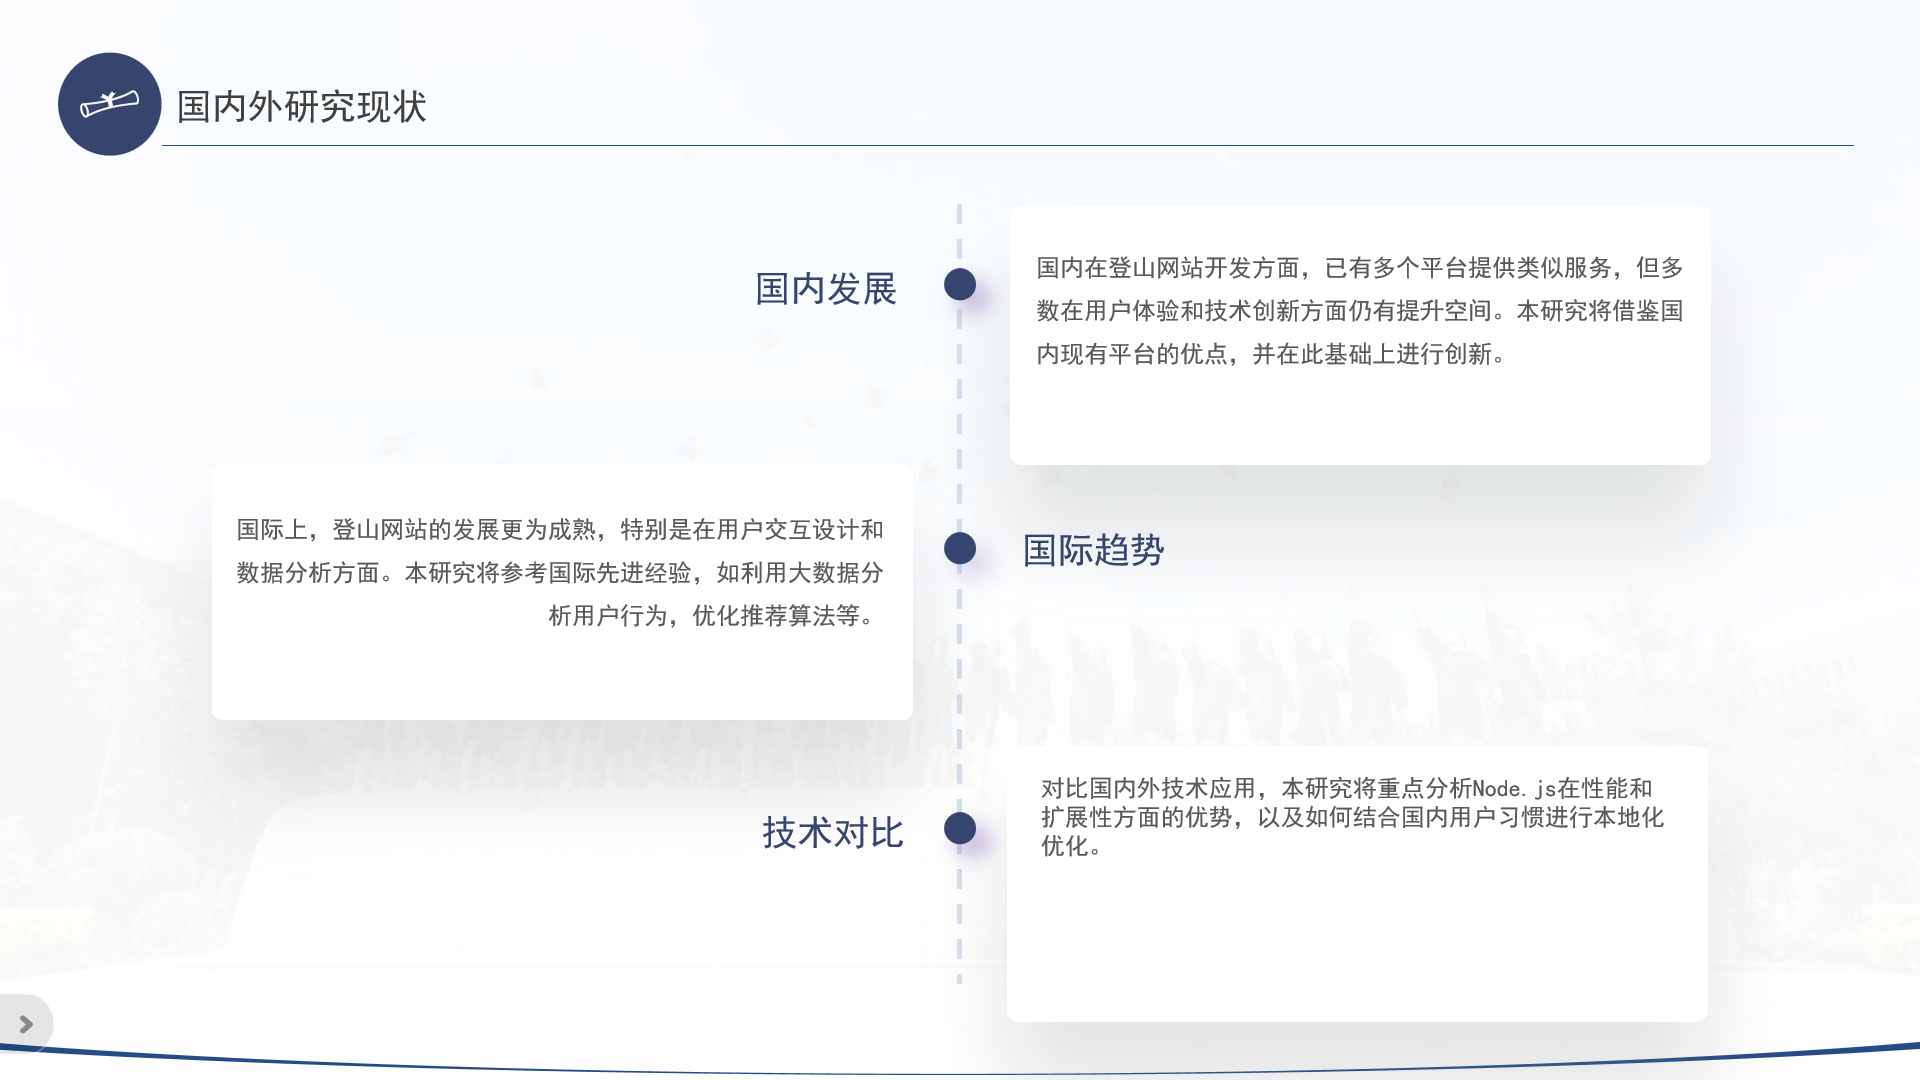 国内外研究现状
国内发展
国内在登山网站开发方面，已有多个平台提供类似服务，但多
数在用户体验和技术创新方面仍有提升空间。本研究将借鉴国
内现有平台的优点，并在此基础上进行创新。
国际趋势
国际上，登山网站的发展更为成熟，特别是在用户交互设计和
数据分析方面。本研究将参考国际先进经验，如利用大数据分
析用户行为，优化推荐算法等。
技术对比
对比国内外技术应用，本研究将重点分析Node.js在性能和
扩展性方面的优势，以及如何结合国内用户习惯进行本地化
优化。